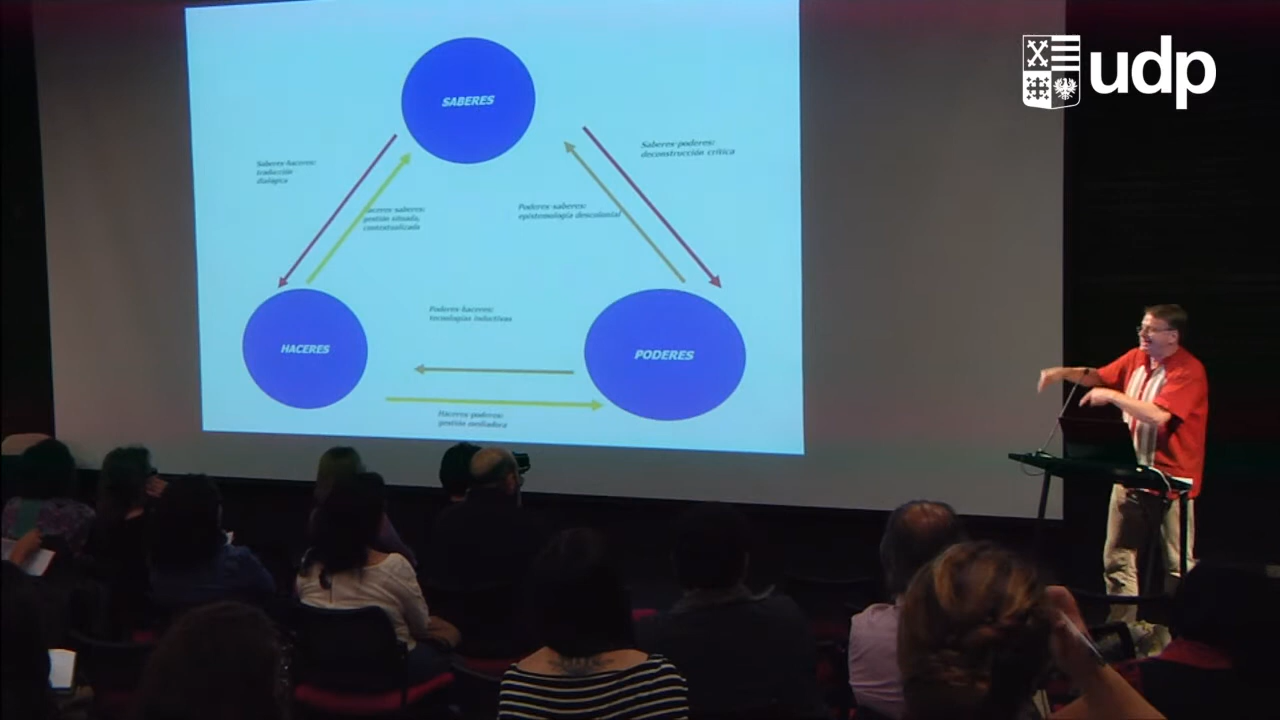 udp
SABERES
Saberes-haceres:
traducción
dialógica
Haceres-saberes:
gestión situada,
contextualizada
Saberes-poderes:
deconstrucción crítica
Poderes-saberes:
epistemología descolonial
HACERES
Poderes-haceres:
tecnologías inductivas
PODERES
Haceres-poderes:
gestión mediadora